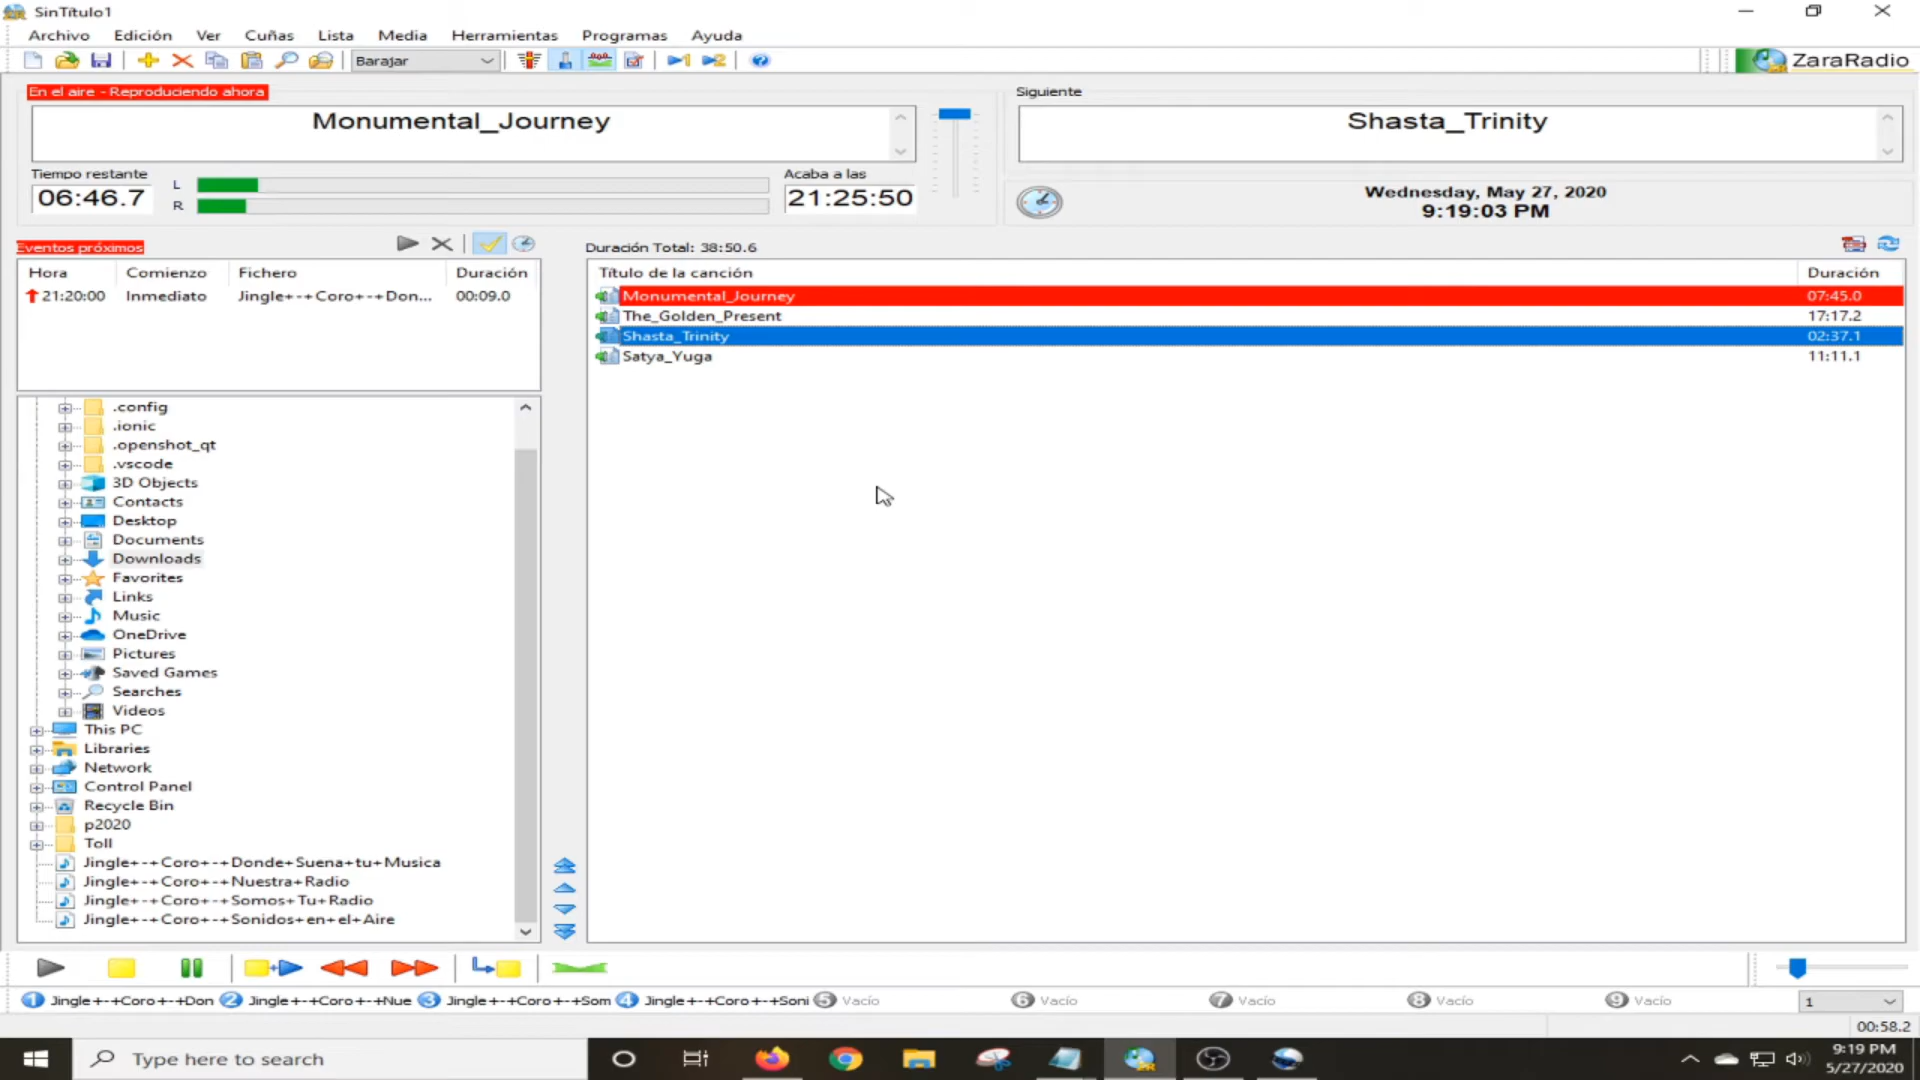 SinTítulo1
Archivo Edición Ver Cuñas Lista Media Herramientas Programas Ayuda
Barajar
ZaraRadio
En el aire - Reproduciendo ahora
Monumental_Journey
Siguiente
Shasta_Trinity
Tiempo restante
06:46.7
L
R
Acaba a las
21:25:50
Wednesday, May 27, 2020
9:19:03 PM
Eventos próximos
Hora Comienzo Fichero Duración
21:20:00 Inmediato Jingle+-+Coro+-+Don... 00:09.0
Duración Total: 38:50.6
Título de la canción Duración
Monumental_Journey 07:45.0
The_Golden_Present 17:17.2
Shasta_Trinity 02:37.1
Satya_Yuga 11:11.1
.config
.ionic
.openshot_qt
.vscode
3D Objects
Contacts
Desktop
Documents
Downloads
Favorites
Links
Music
OneDrive
Pictures
Saved Games
Searches
Videos
This PC
Libraries
Network
Control Panel
Recycle Bin
p2020
Toll
Jingle+-+Coro+-+Donde+Suena+tu+Musica
Jingle+-+Coro+-+Nuestra+Radio
Jingle+-+Coro+-+Somos+Tu+Radio
Jingle+-+Coro+-+Sonidos+en+el+Aire
1 Jingle+-+Coro+-+Don 2 Jingle+-+Coro+-+Nue 3 Jingle+-+Coro+-+Som 4 Jingle+-+Coro+-+Soni 5 Vacío 6 Vacío 7 Vacío 8 Vacío 9 Vacío 1
00:58.2
Type here to search
9:19 PM
5/27/2020